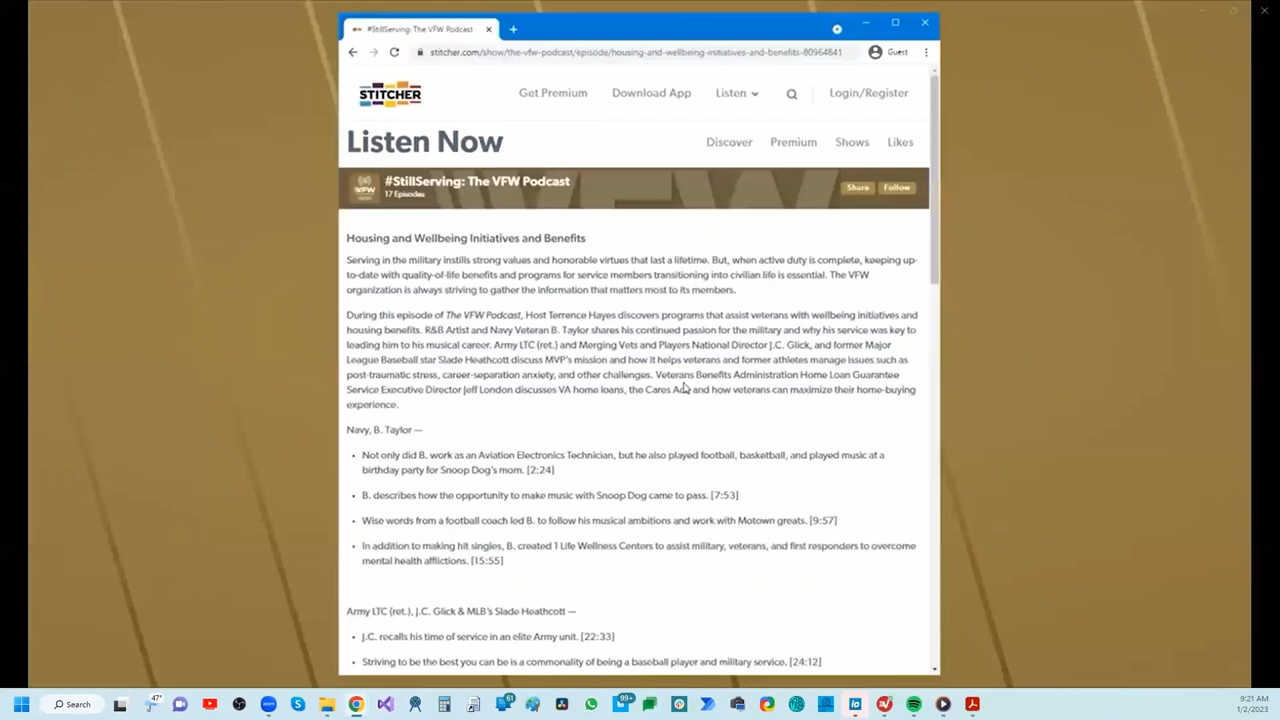 #StillServing: The VFW Podcast
stitcher.com/show/the-vfw-podcast/episode/housing-and-wellbeing-initiatives-and-benefits-80964841
Guest
STITCHER
Get Premium
Download App
Listen
Login/Register
Listen Now
Discover
Premium
Shows
Likes
VFW
#StillServing: The VFW Podcast
17 Episodes
Share
Follow
Housing and Wellbeing Initiatives and Benefits
Serving in the military instills strong values and honorable virtues that last a lifetime. But, when active duty is complete, keeping up-
to-date with quality-of-life benefits and programs for service members transitioning into civilian life is essential. The VFW
organization is always striving to gather the information that matters most to its members.
During this episode of The VFW Podcast, Host Terrence Hayes discovers programs that assist veterans with wellbeing initiatives and
housing benefits. R&B Artist and Navy Veteran B. Taylor shares his continued passion for the military and why his service was key to
leading him to his musical career. Army LTC (ret.) and Merging Vets and Players National Director J.C. Glick, and former Major
League Baseball star Slade Heathcott discuss MVP's mission and how it helps veterans and former athletes manage issues such as
post-traumatic stress, career-separation anxiety, and other challenges. Veterans Benefits Administration Home Loan Guarantee
Service Executive Director Jeff London discusses VA home loans, the Cares Act and how veterans can maximize their home-buying
experience.
Navy, B. Taylor —
• Not only did B. work as an Aviation Electronics Technician, but he also played football, basketball, and played music at a
birthday party for Snoop Dog's mom. [2:24]
• B. describes how the opportunity to make music with Snoop Dog came to pass. [7:53]
• Wise words from a football coach led B. to follow his musical ambitions and work with Motown greats. [9:57]
• In addition to making hit singles, B. created 1 Life Wellness Centers to assist military, veterans, and first responders to overcome
mental health afflictions. [15:55]
Army LTC (ret.), J.C. Glick & MLB's Slade Heathcott —
• J.C. recalls his time of service in an elite Army unit. [22:33]
• Striving to be the best you can be is a commonality of being a baseball player and military service. [24:12]
Search
47°
61
99+
9:21 AM
1/2/2023